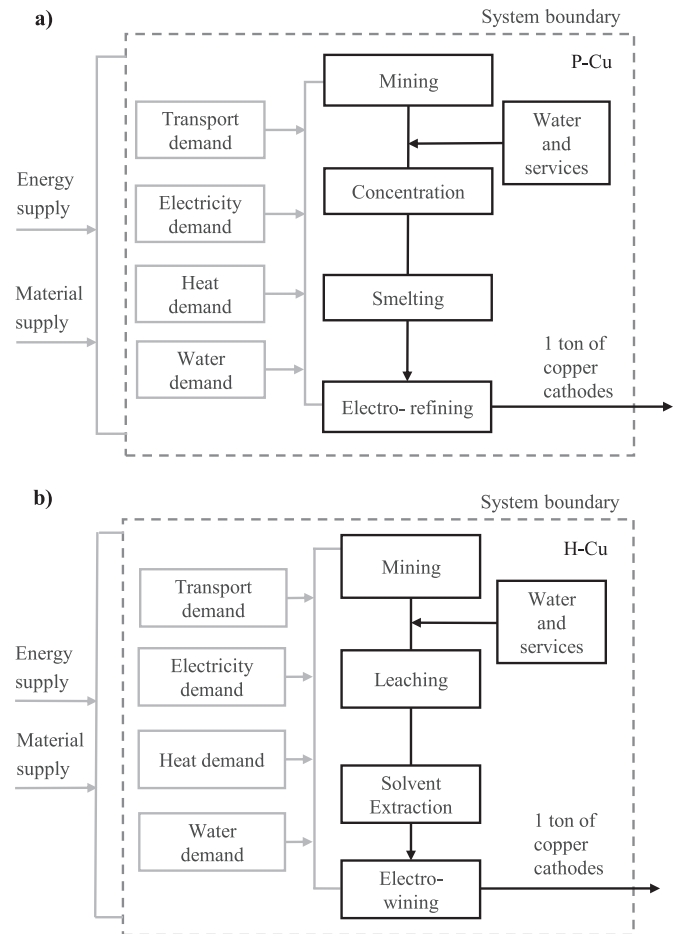 System boundary
a)
P-Cu
Mining
Transport
demand
Water
and
services
Energy
supply
Electricity
demand
Concentration
Material
supply
Heat
demand
Smelting
Water
demand
1 ton of
copper
cathodes
Electro- refining
b)
System boundary
H-Cu
Mining
Transport
demand
Water
and
services
Energy
supply
Electricity
demand
Leaching
Material
supply
Heat demand
Solvent
Extraction
Water
demand
1 ton of
copper
cathodes
Electro-
wining